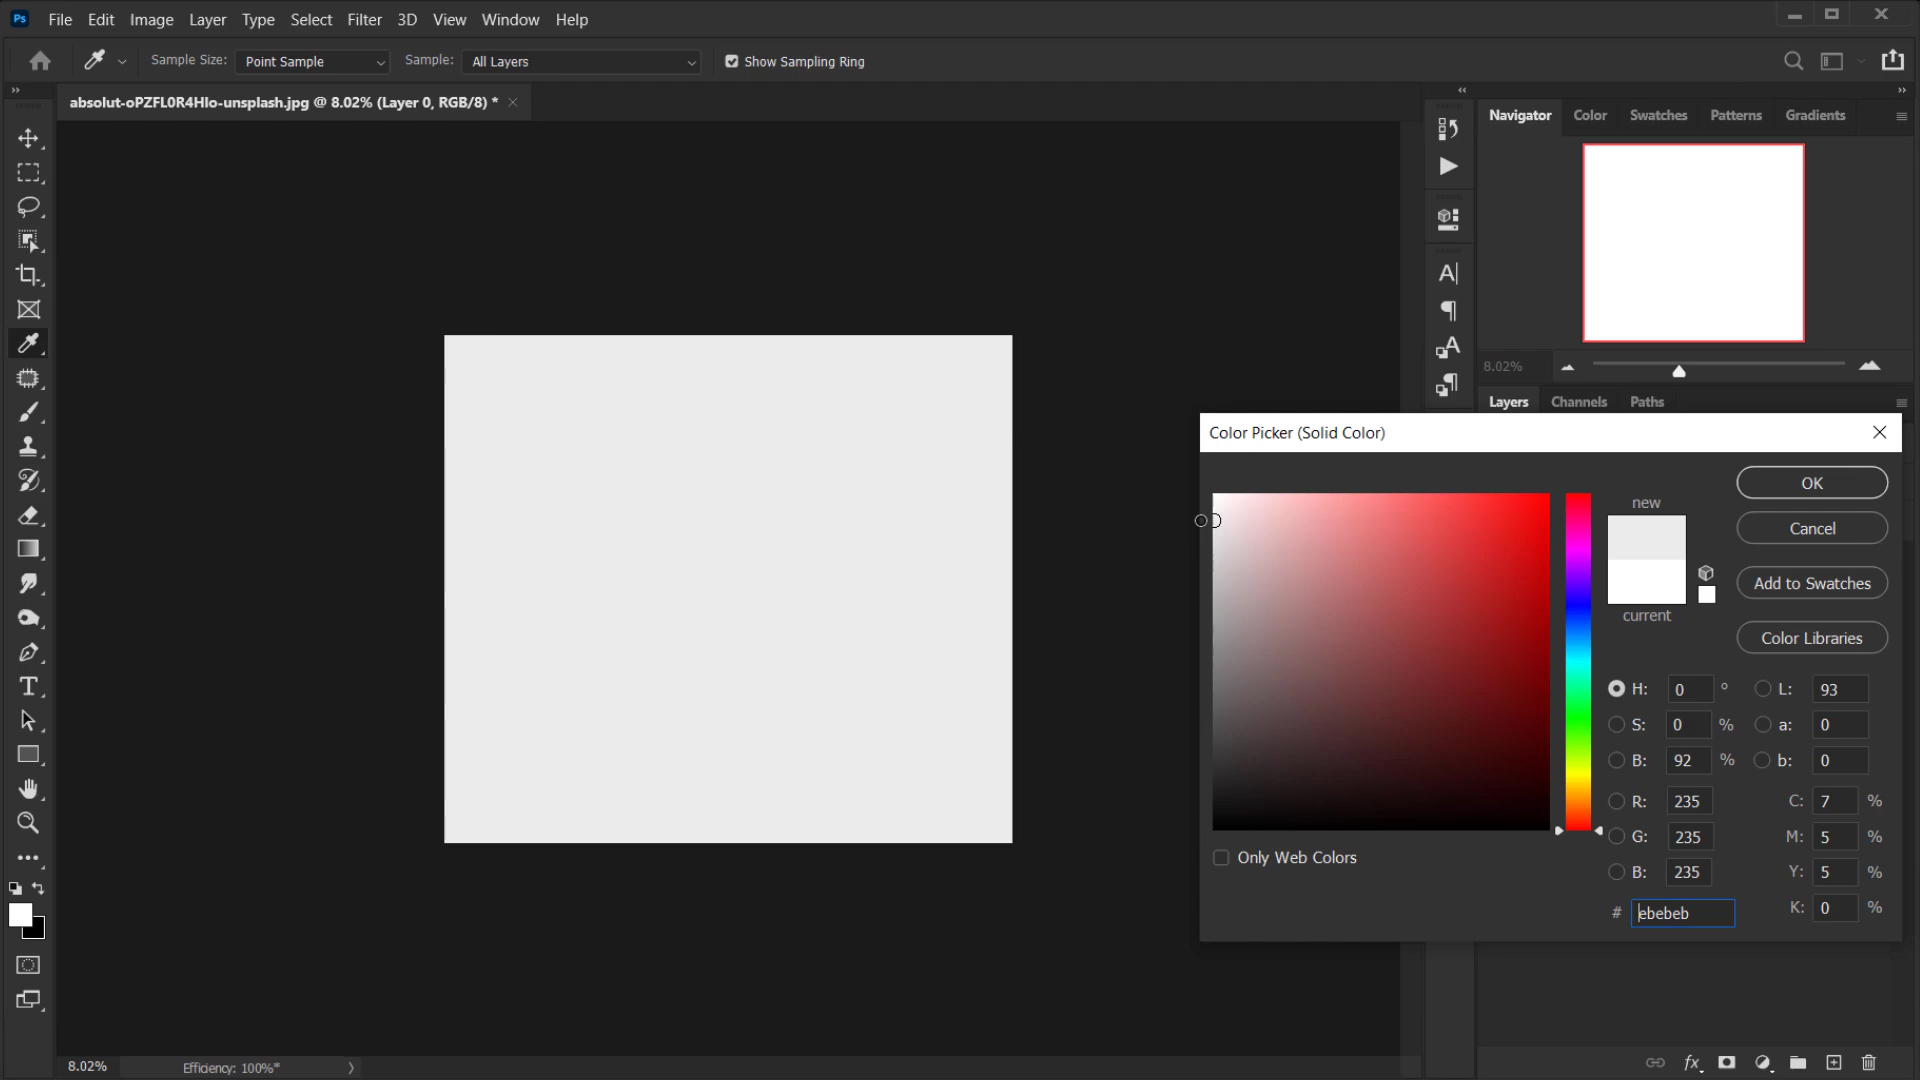 Ps File Edit Image Layer Type Select Filter 3D View Window Help
Sample Size: Point Sample Sample: All Layers Show Sampling Ring
absolut-oPZFL0R4HIo-unsplash.jpg @ 8.02% (Layer 0, RGB/8) *
Navigator Color Swatches Patterns Gradients
8.02%
Layers Channels Paths
Color Picker (Solid Color)
OK
new
Cancel
Add to Swatches
current
Color Libraries
H: 0 ° L: 93
S: 0 % a: 0
B: 92 % b: 0
R: 235 C: 7 %
G: 235 M: 5 %
Only Web Colors
B: 235 Y: 5 %
# ebebeb K: 0 %
8.02% Efficiency: 100%*
fx